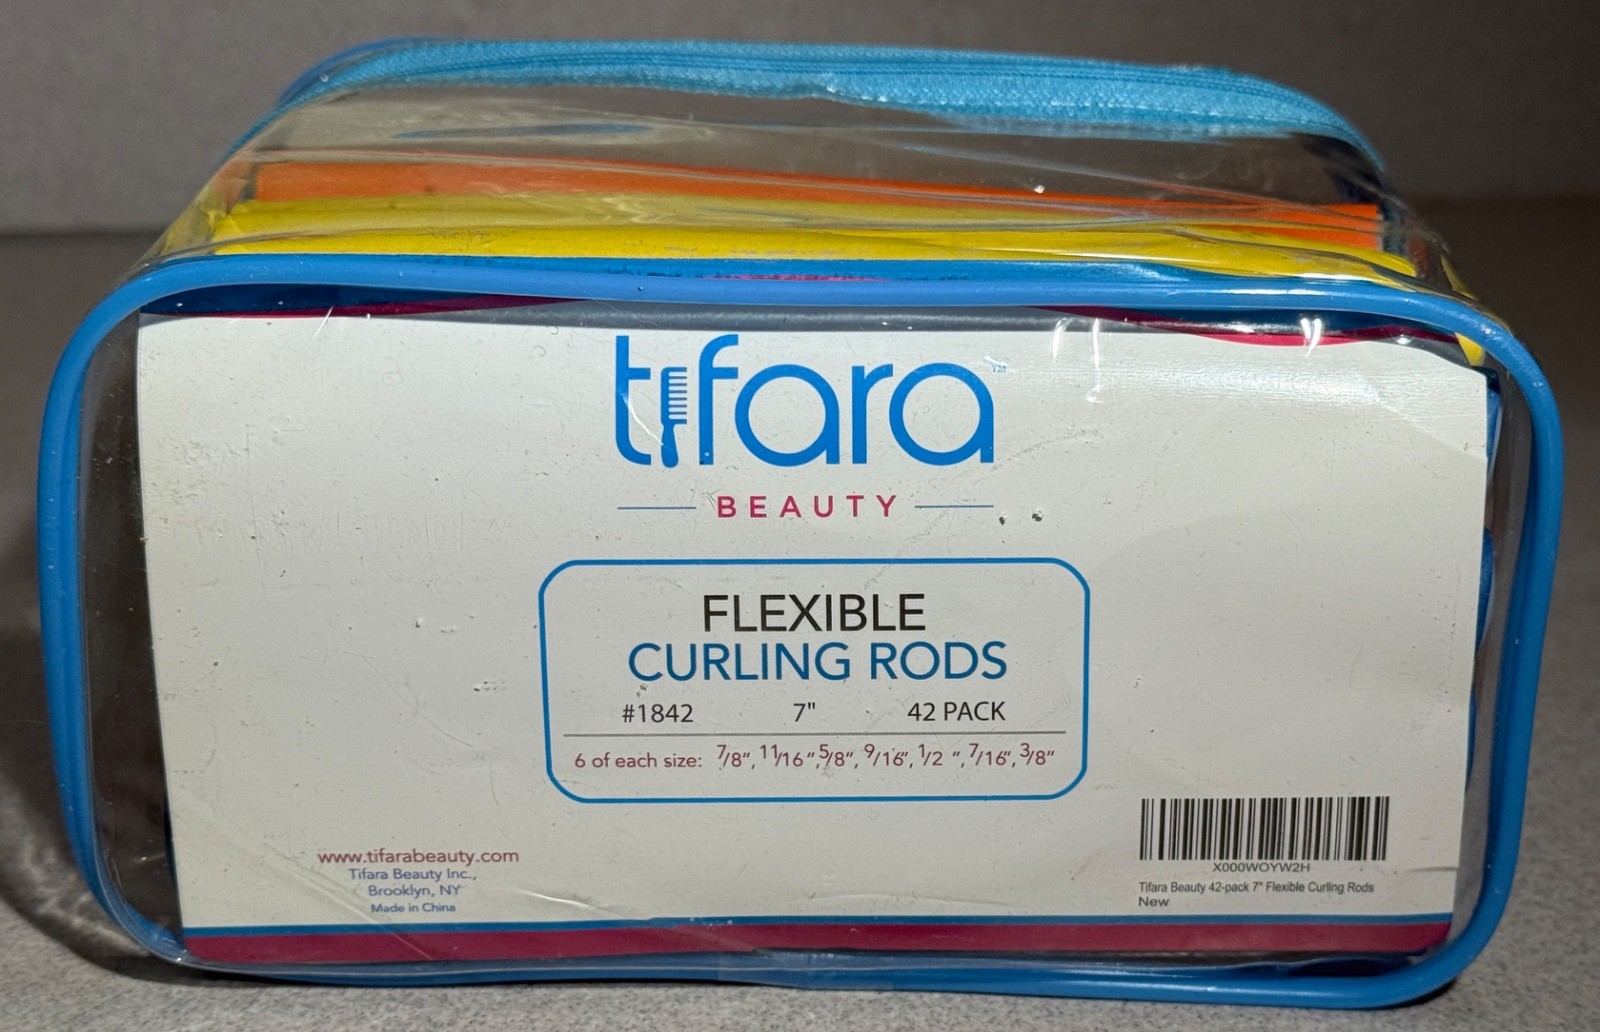 tifara™
BEAUTY
FLEXIBLE
CURLING RODS
#1842 7" 42 PACK
6 of each size: 7/8", 11/16", 5/8", 9/16", 1/2 ", 7/16", 3/8"
www.tifarabeauty.com
Tifara Beauty Inc.,
Brooklyn, NY
Made in China
X000WOYW2H
Tifara Beauty 42-pack 7" Flexible Curling Rods
New